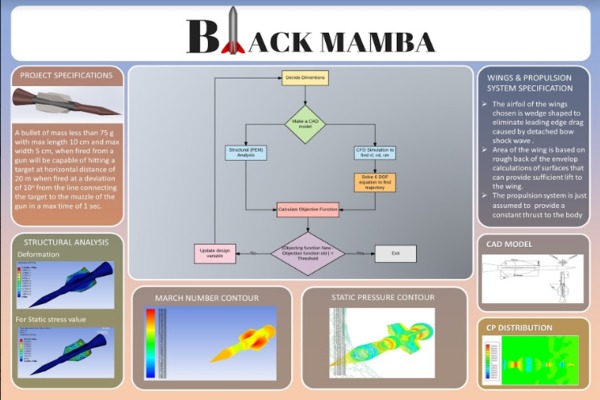 BLACK MAMBA
PROJECT SPECIFICATIONS
A bullet of mass less than 75 g
with max length 10 cm and max
width 5 cm, when fired from a
gun will be capable of hitting a
target at horizontal distance of
20 m when fired at a deviation
of 10° from the line connecting
the target to the muzzle of the
gun in a max time of 1 sec.
STRUCTURAL ANALYSIS
Deformation
For Static stress value
Decide Dimentions
Make a CAD
model
Structural (FEM)
Analysis
CFD Simulation to
find cl, cd, cm
Solve 6 DOF
equation to find
trajectory
Calculate Objective Function
(Objecting function New -
Objective function old) <
Threshold
No
Yes
Update design
variable
Exit
MARCH NUMBER CONTOUR
STATIC PRESSURE CONTOUR
WINGS & PROPULSION
SYSTEM SPECIFICATION
➤ The airfoil of the wings
chosen is wedge shaped to
eliminate leading edge drag
caused by detached bow
shock wave .
➤ Area of the wing is based on
rough back of the envelop
calculations of surfaces that
can provide sufficient lift to
the wing.
➤ The propulsion system is just
assumed to provide a
constant thrust to the body
CAD MODEL
CP DISTRIBUTION